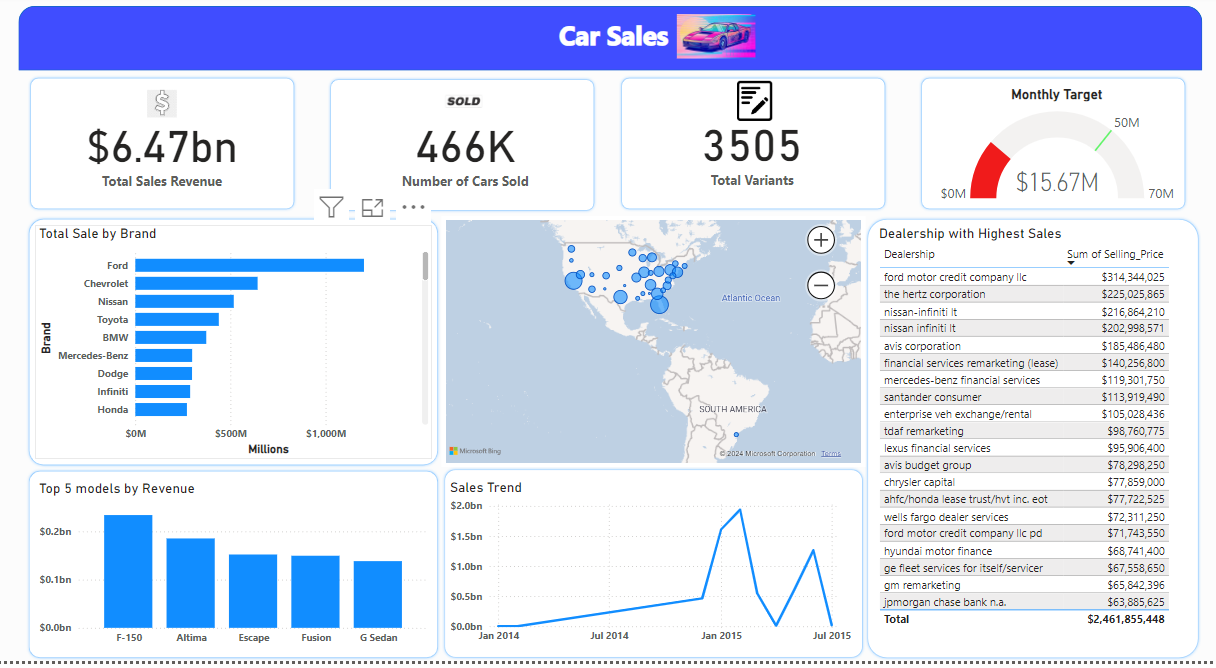 Car Sales
$
$6.47bn
Total Sales Revenue
SOLD
466K
Number of Cars Sold
3505
Total Variants
Monthly Target
50M
$15.67M
$0M
70M
Total Sale by Brand
Brand
Ford
Chevrolet
Nissan
Toyota
BMW
Mercedes-Benz
Dodge
Infiniti
Honda
$0M $500M $1,000M
Millions
Atlantic Ocean
SOUTH AMERICA
Microsoft Bing
© 2024 Microsoft Corporation Terms
Dealership with Highest Sales
Dealership Sum of Selling_Price
ford motor credit company llc $314,344,025
the hertz corporation $225,025,865
nissan-infiniti lt $216,864,210
nissan infiniti lt $202,998,571
avis corporation $185,486,480
financial services remarketing (lease) $140,256,800
mercedes-benz financial services $119,301,750
santander consumer $113,919,490
enterprise veh exchange/rental $105,028,436
tdaf remarketing $98,760,775
lexus financial services $95,906,400
avis budget group $78,298,250
chrysler capital $77,859,000
ahfc/honda lease trust/hvt inc. eot $77,722,525
wells fargo dealer services $72,311,250
ford motor credit company llc pd $71,743,550
hyundai motor finance $68,741,400
ge fleet services for itself/servicer $67,558,650
gm remarketing $65,842,396
jpmorgan chase bank n.a. $63,885,625
Total $2,461,855,448
Top 5 models by Revenue
$0.2bn
$0.1bn
$0.0bn
F-150 Altima Escape Fusion G Sedan
Sales Trend
$2.0bn
$1.5bn
$1.0bn
$0.5bn
$0.0bn
Jan 2014 Jul 2014 Jan 2015 Jul 2015